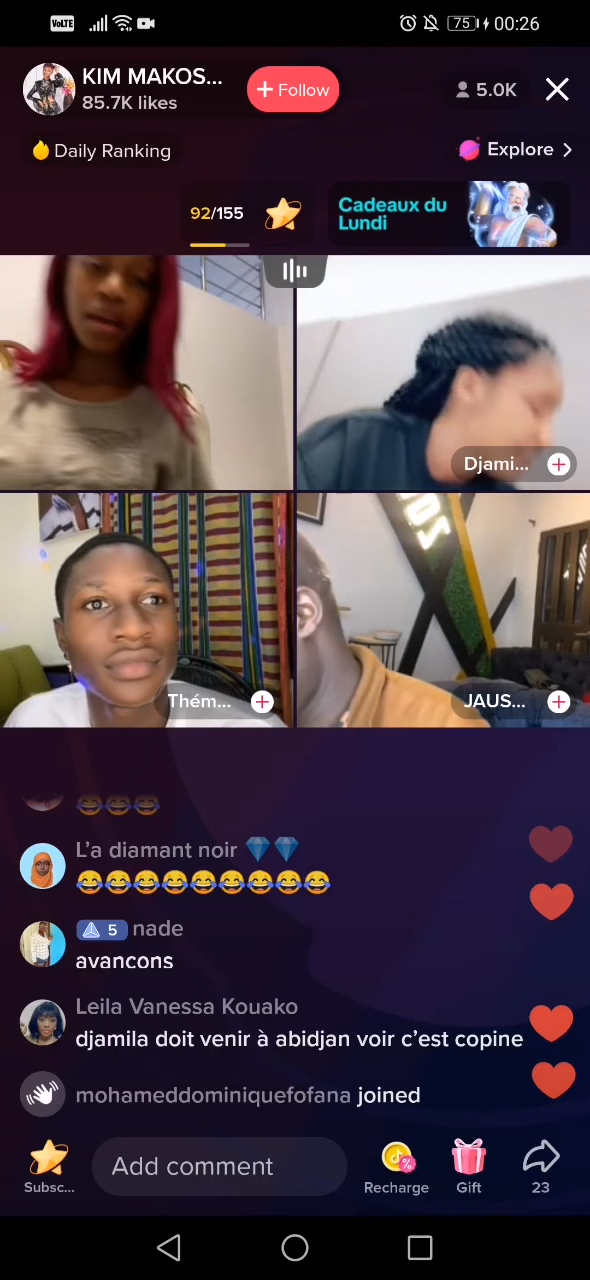 VoLTE
75
00:26
KIM MAKOS...
85.7K likes
+ Follow
5.0K
Daily Ranking
Explore >
92/155
Cadeaux du
Lundi
Djami...
Thém...
JAUS...
😂😂😂
L'a diamant noir 💎💎
😂😂😂😂😂😂😂😂😂
5 nade
avancons
Leila Vanessa Kouako
djamila doit venir à abidjan voir c'est copine
mohameddominiquefofana joined
Subsc...
Add comment
Recharge
Gift
23